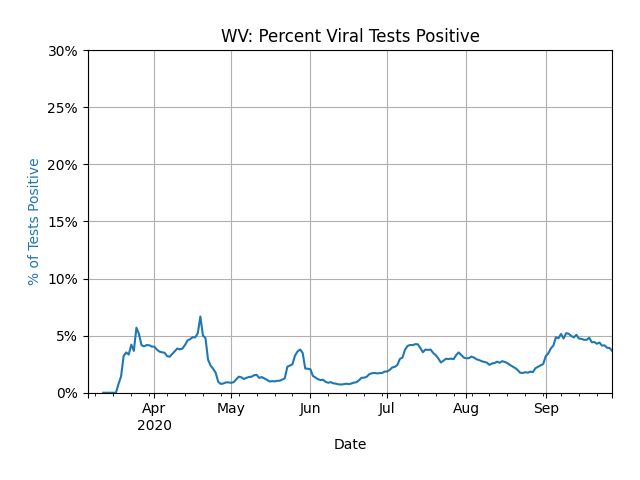 WV: Percent Viral Tests Positive
30%
25%
20%
15%
10%
5%
0%
% of Tests Positive
Apr May Jun Jul Aug Sep
2020
Date